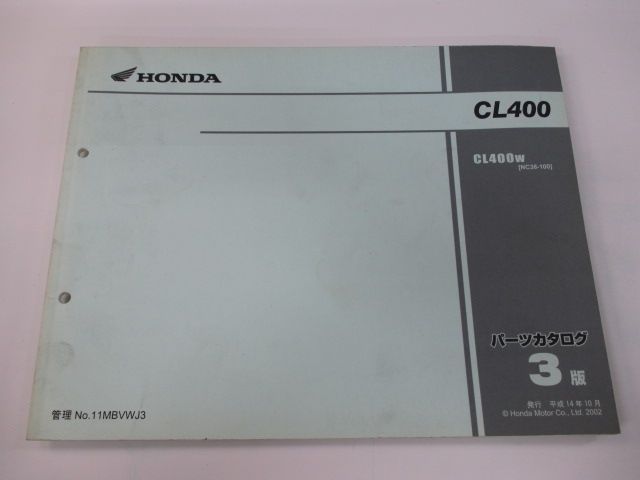 HONDA
CL400
CL400W
[NC38-100]
パーツカタログ
3版
発行 平成14年10月
© Honda Motor Co., Ltd. 2002
管理 No.11MBVWJ3